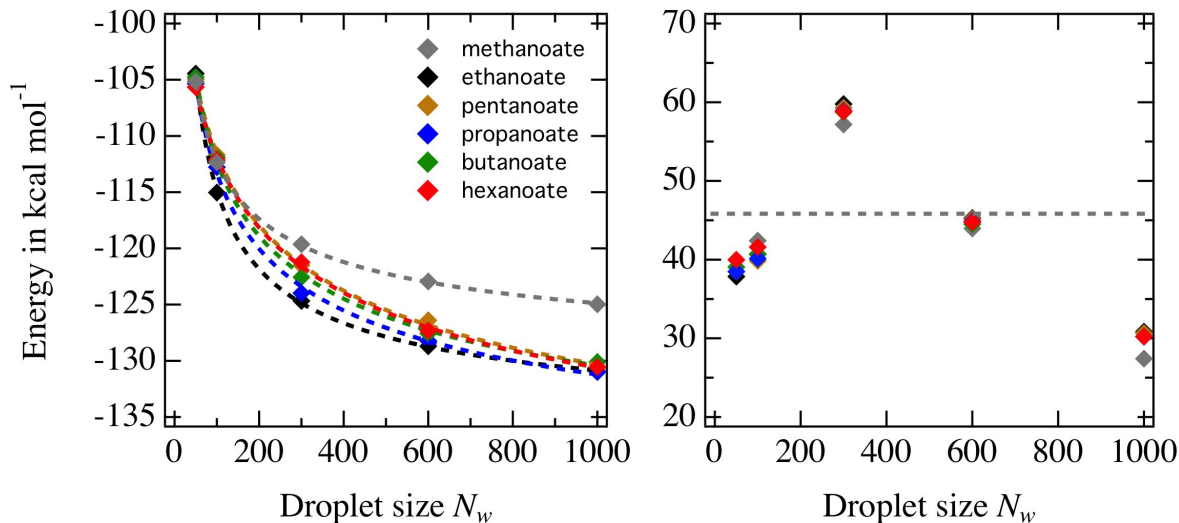 Energy in kcal mol-1
-100
-105
-110
-115
-120
-125
-130
-135
0 200 400 600 800 1000
Droplet size Nw
methanoate
ethanoate
pentanoate
propanoate
butanoate
hexanoate
70
60
50
40
30
20
0 200 400 600 800 1000
Droplet size Nw